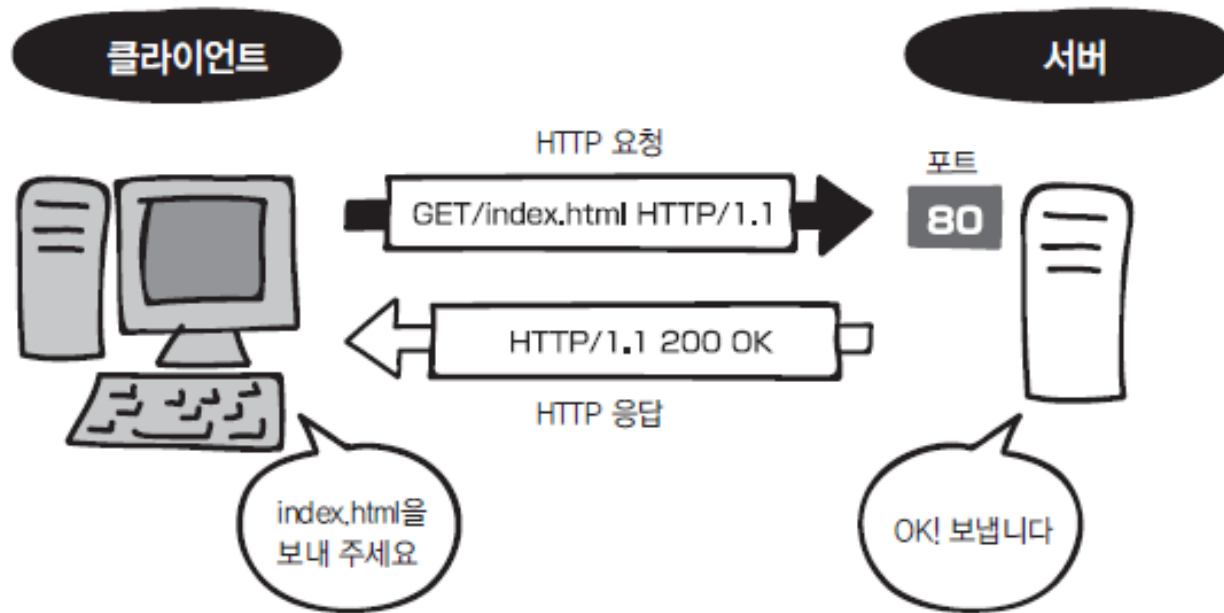 클라이언트
서버
HTTP 요청
포트
GET/index.html HTTP/1.1
80
HTTP/1.1 200 OK
HTTP 응답
index.html을
보내 주세요
OK! 보냅니다